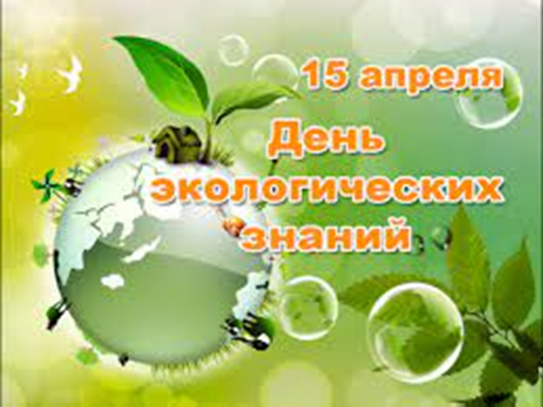 15 апреля
День
экологических
знаний